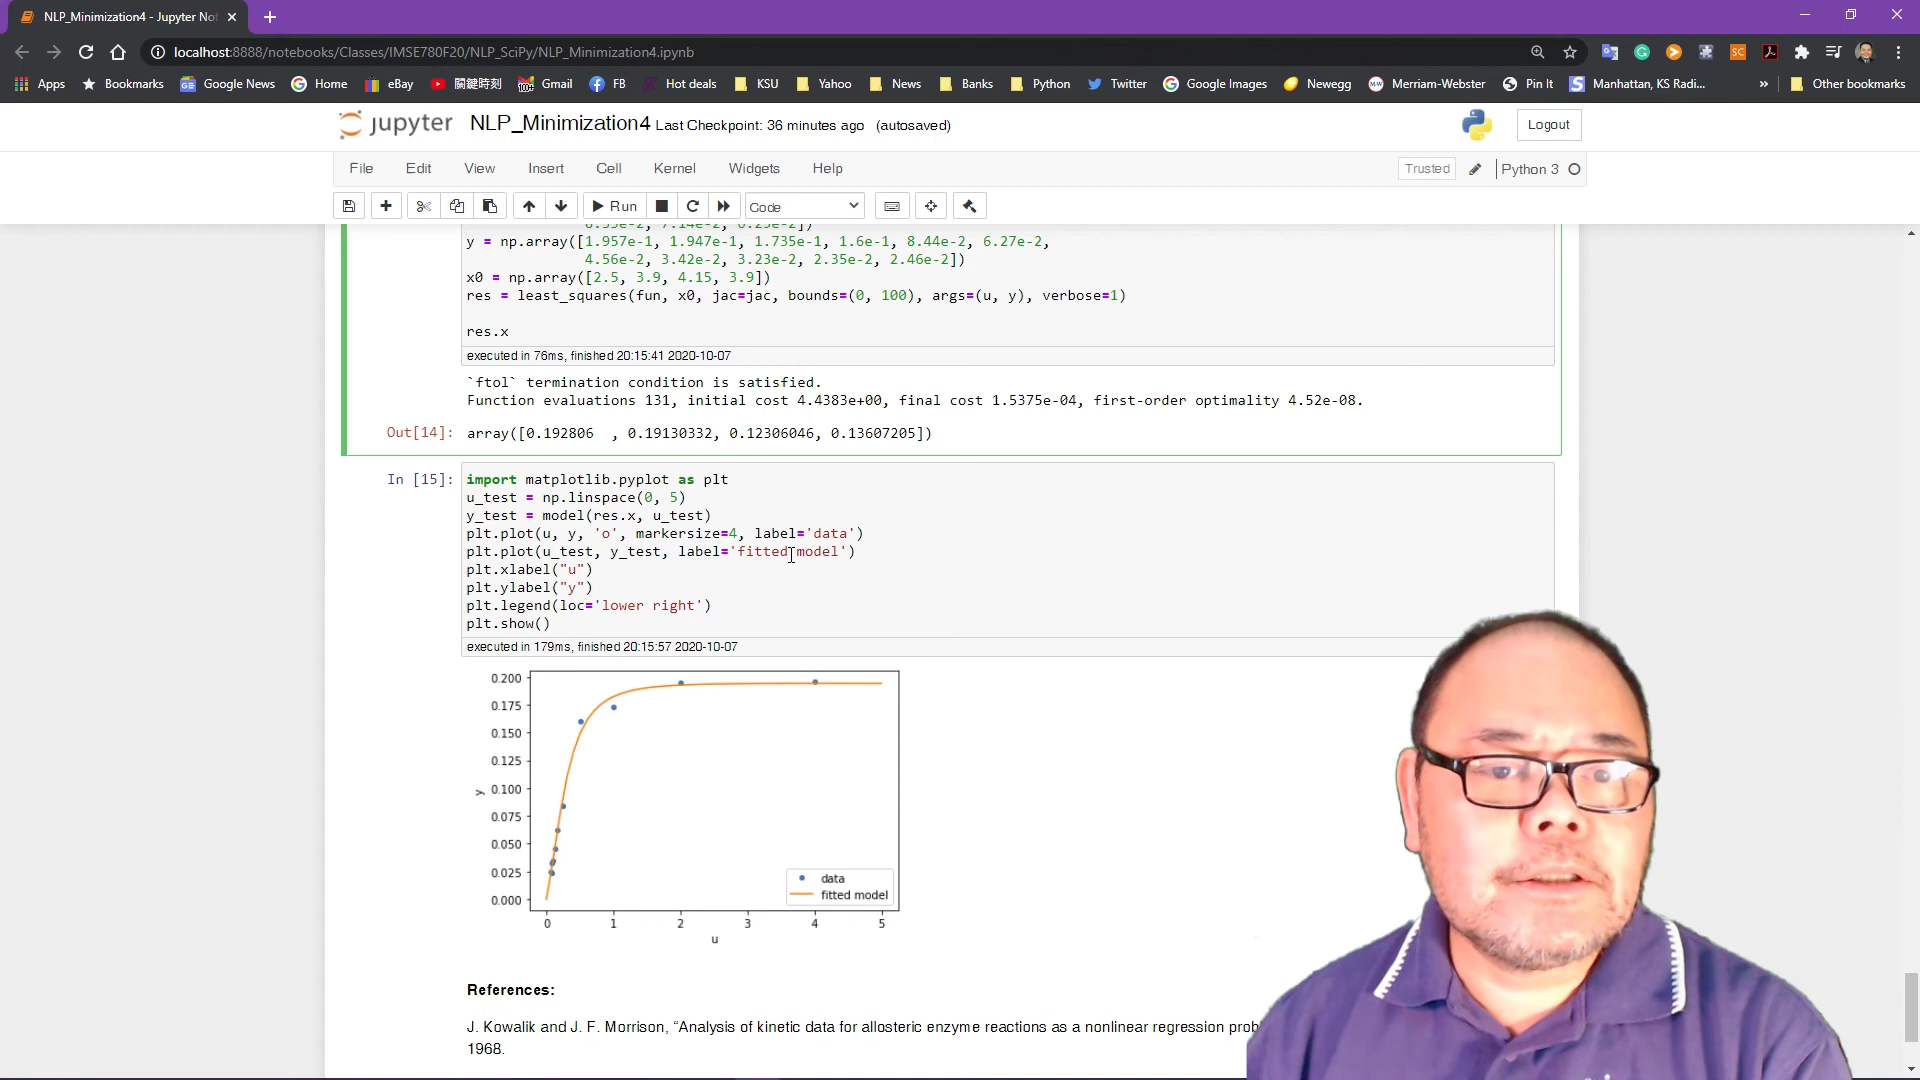 NLP_Minimization4 - Jupyter Not
localhost:8888/notebooks/Classes/IMSE780F20/NLP_SciPy/NLP_Minimization4.ipynb
Apps Bookmarks Google News Home eBay 關鍵時刻 Gmail FB Hot deals KSU Yahoo News Banks Python Twitter Google Images Newegg Merriam-Webster Pin It Manhattan, KS Radi... » Other bookmarks
jupyter NLP_Minimization4 Last Checkpoint: 36 minutes ago (autosaved) Logout
File Edit View Insert Cell Kernel Widgets Help Trusted Python 3
Run Code
y = np.array([1.957e-1, 1.947e-1, 1.735e-1, 1.6e-1, 8.44e-2, 6.27e-2,
4.56e-2, 3.42e-2, 3.23e-2, 2.35e-2, 2.46e-2])
x0 = np.array([2.5, 3.9, 4.15, 3.9])
res = least_squares(fun, x0, jac=jac, bounds=(0, 100), args=(u, y), verbose=1)
res.x
executed in 76ms, finished 20:15:41 2020-10-07
`ftol` termination condition is satisfied.
Function evaluations 131, initial cost 4.4383e+00, final cost 1.5375e-04, first-order optimality 4.52e-08.
Out[14]: array([0.192806  , 0.19130332, 0.12306046, 0.13607205])
In [15]: import matplotlib.pyplot as plt
u_test = np.linspace(0, 5)
y_test = model(res.x, u_test)
plt.plot(u, y, 'o', markersize=4, label='data')
plt.plot(u_test, y_test, label='fitted model')
plt.xlabel("u")
plt.ylabel("y")
plt.legend(loc='lower right')
plt.show()
executed in 179ms, finished 20:15:57 2020-10-07
0.200
0.175
0.150
0.125
0.100
0.075
0.050
0.025
0.000
y
data
fitted model
0 1 2 3 4 5
u
References:
J. Kowalik and J. F. Morrison, “Analysis of kinetic data for allosteric enzyme reactions as a nonlinear regression
1968.